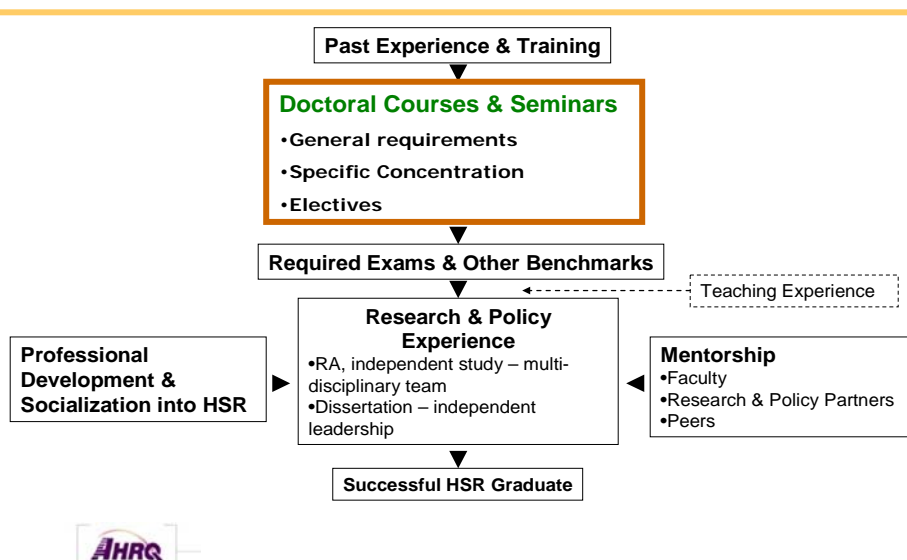 Past Experience & Training
Doctoral Courses & Seminars
•General requirements
•Specific Concentration
•Electives
Required Exams & Other Benchmarks
Teaching Experience
Research & Policy
Experience
•RA, independent study – multi-
disciplinary team
•Dissertation – independent
leadership
Professional
Development &
Socialization into HSR
Mentorship
•Faculty
•Research & Policy Partners
•Peers
Successful HSR Graduate
AHRQ